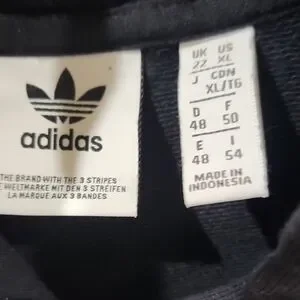 adidas
THE BRAND WITH THE 3 STRIPES
E WELTMARKE MIT DEN 3 STREIFEN
LA MARQUE AUX 3 BANDES
UK US
22 XL
J CDN
XL/TG
D F
48 50
E I
48 54
MADE IN
INDONESIA